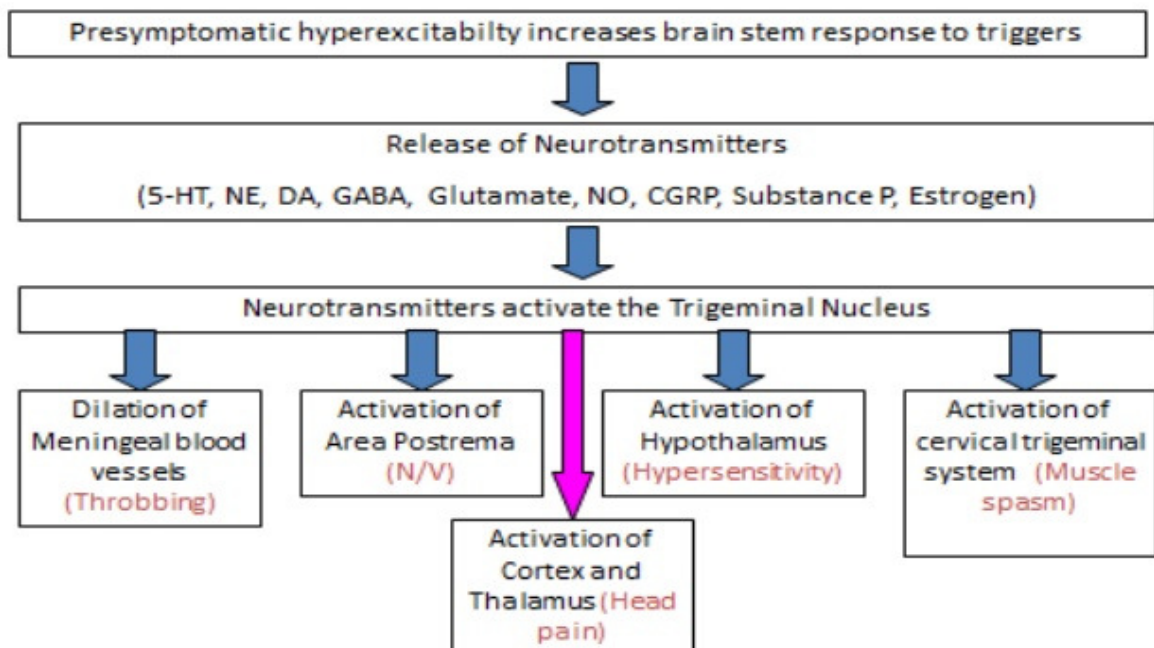 Presymptomatic hyperexcitabilty increases brain stem response to triggers
Release of Neurotransmitters
(5-HT, NE, DA, GABA, Glutamate, NO, CGRP, Substance P, Estrogen)
Neurotransmitters activate the Trigeminal Nucleus
Dilation of
Meningeal blood
vessels
(Throbbing)
Activation of
Area Postrema
(N/V)
Activation of
Hypothalamus
(Hypersensitivity)
Activation of
cervical trigeminal
system (Muscle
spasm)
Activation of
Cortex and
Thalamus (Head
pain)